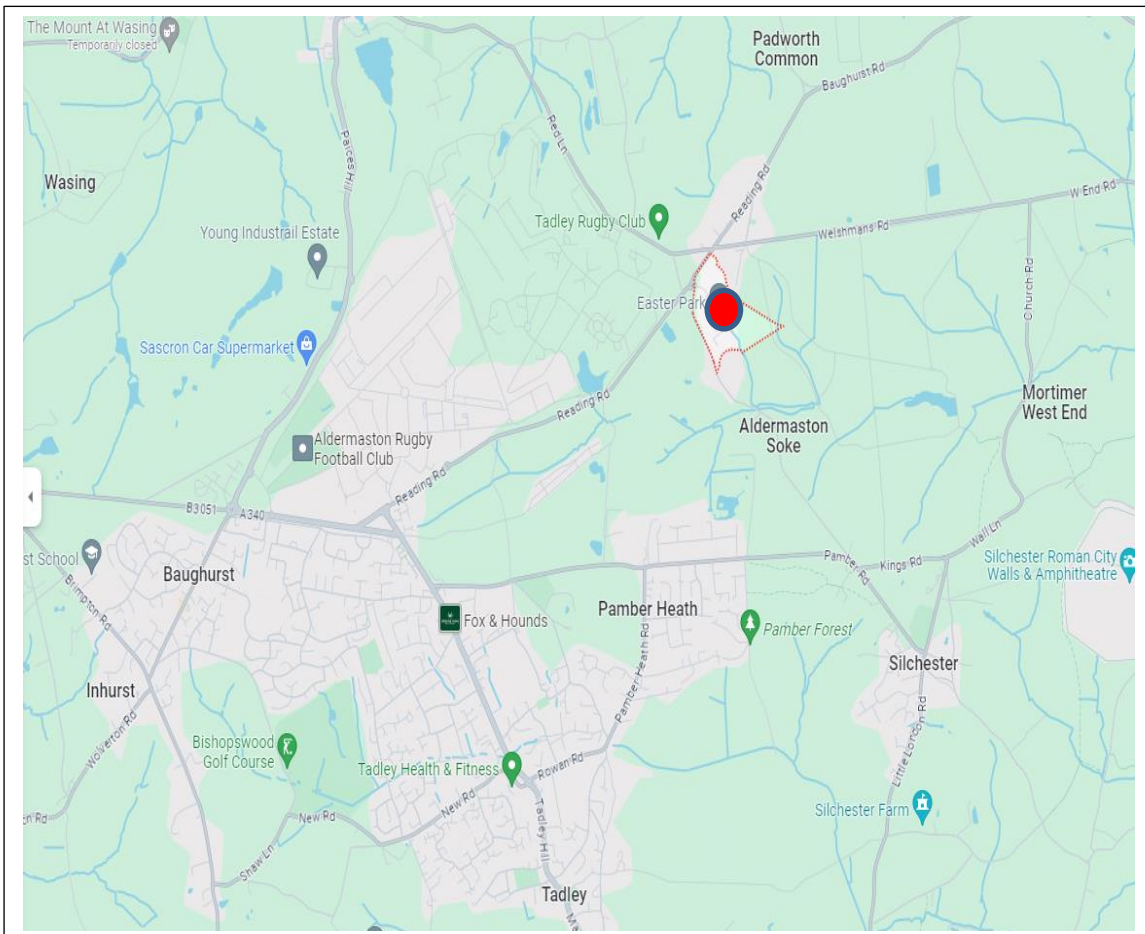 The Mount At Wasing
Temporarily closed
Padworth
Common
Baughurst Rd
Red Ln
Paices Hill
Wasing
Reading Rd
W End Rd
Tadley Rugby Club
Welshmans Rd
Young Industrail Estate
Church Rd
Easter Park
Sascron Car Supermarket
Mortimer
West End
Reading Rd
Aldermaston
Soke
Aldermaston Rugby
Football Club
Reading Rd
B3051
A340
Wall Ln
st School
Pamber Rd
Kings Rd
Silchester Roman City
Walls & Amphitheatre
Baughurst
Brimpton Rd
Pamber Heath
Fox & Hounds
Pamber Forest
Silchester
Pamber Heath Rd
Inhurst
Wolverton Rd
Little London Rd
Bishopswood
Golf Course
Tadley Health & Fitness
Rowan Rd
New Rd
Silchester Farm
New Rd
Tadley Hill
Shaw Ln
Tadley